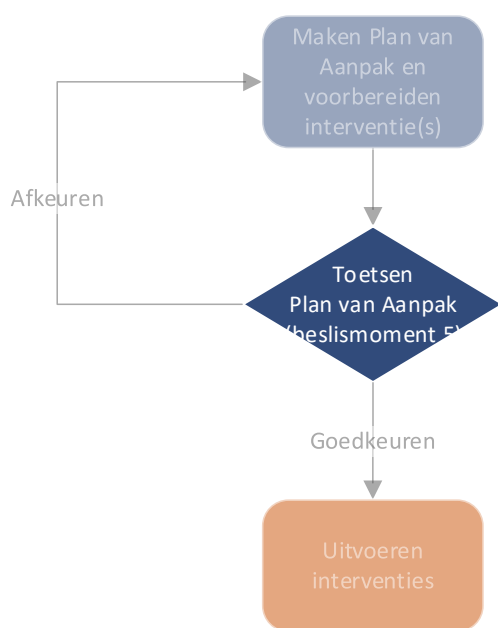 Maken Plan van
Aanpak en
voorbereiden
interventie(s)
Afkeuren
Toetsen
Plan van Aanpak
(beslismoment 5)
Goedkeuren
Uitvoeren
interventies